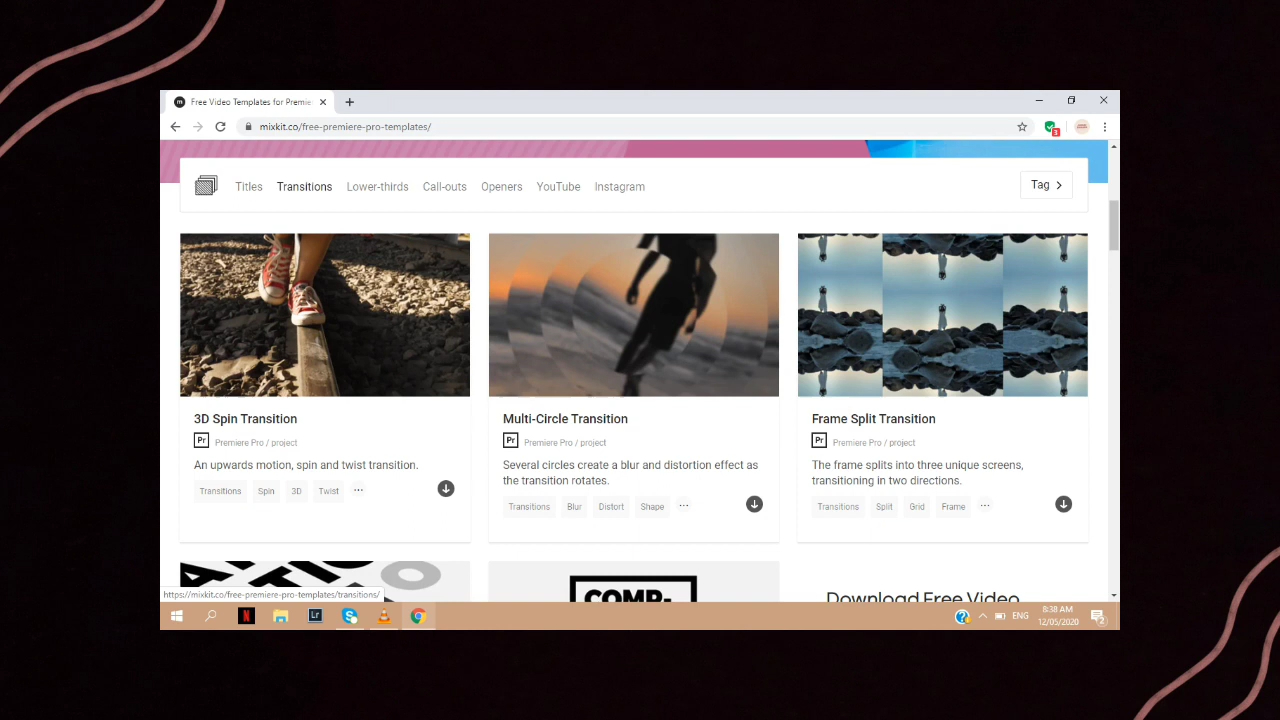 Free Video Templates for Premie
mixkit.co/free-premiere-pro-templates/
3
Titles Transitions Lower-thirds Call-outs Openers YouTube Instagram Tag
3D Spin Transition
Pr Premiere Pro / project
An upwards motion, spin and twist transition.
Transitions Spin 3D Twist ...
Multi-Circle Transition
Pr Premiere Pro / project
Several circles create a blur and distortion effect as
the transition rotates.
Transitions Blur Distort Shape ...
Frame Split Transition
Pr Premiere Pro / project
The frame splits into three unique screens,
transitioning in two directions.
Transitions Split Grid Frame ...
COMP-
Download Free Video
https://mixkit.co/free-premiere-pro-templates/transitions/
N Lr S ENG 8:38 AM
12/05/2020
2